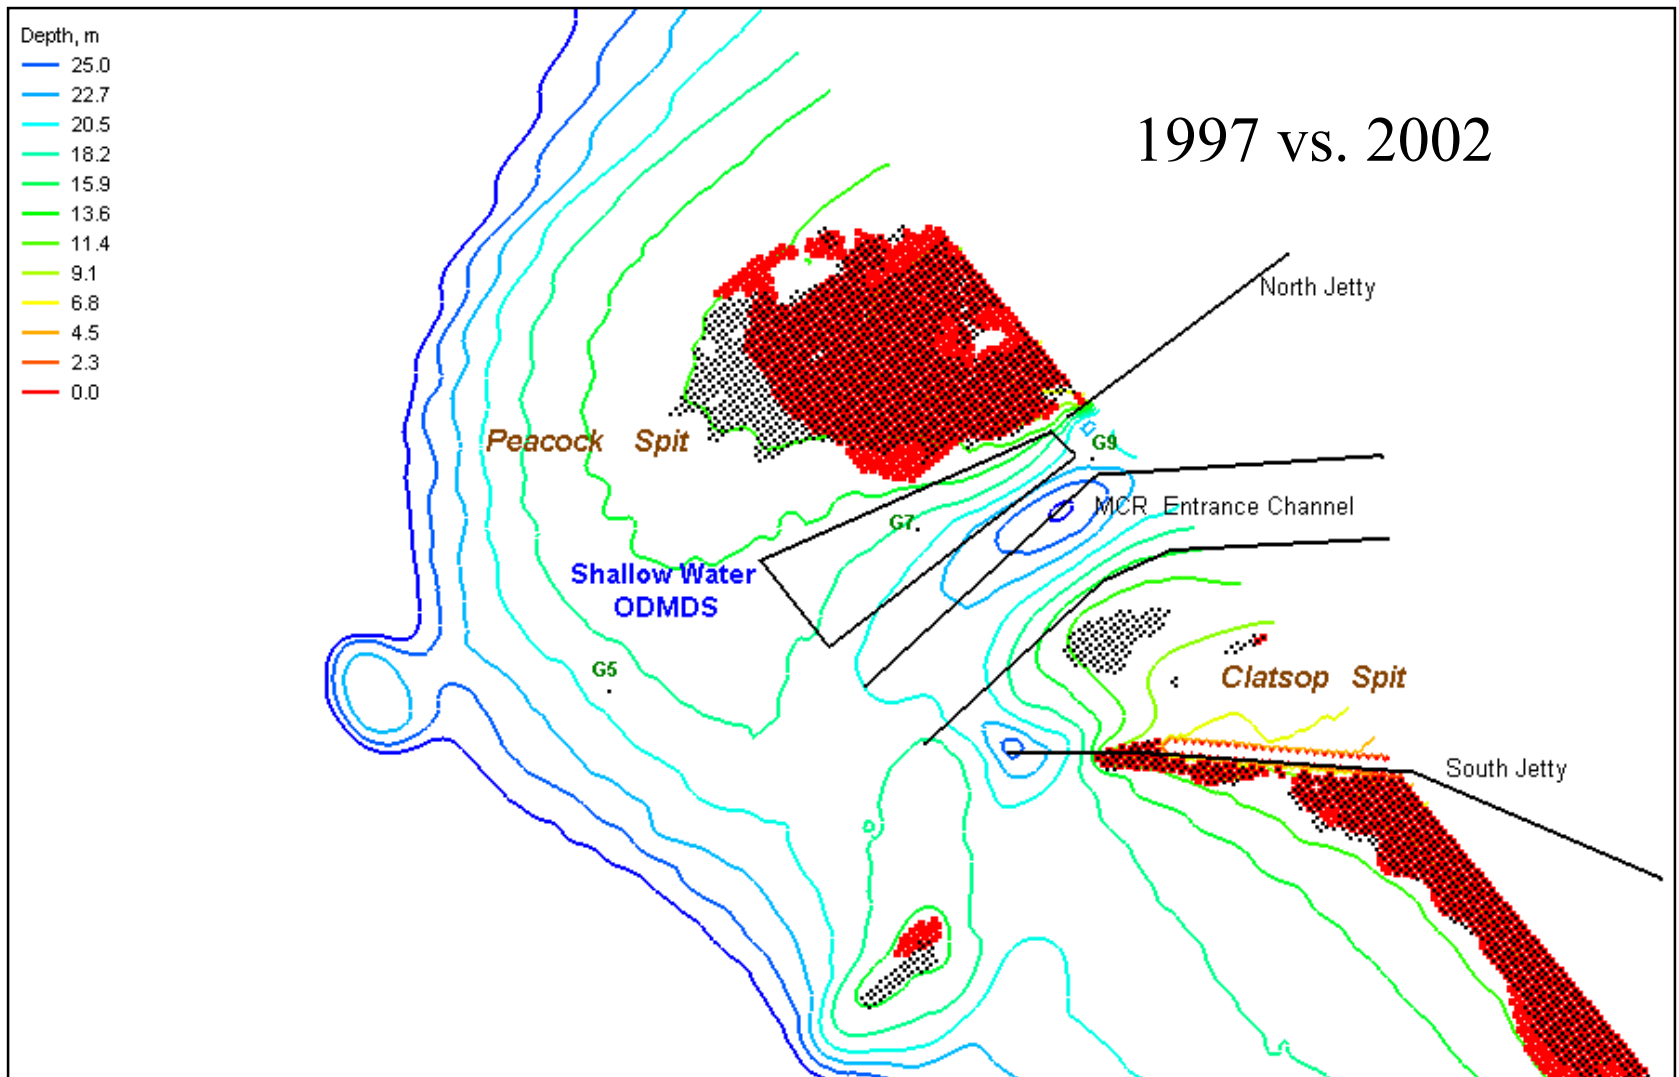 Depth, m
25.0
22.7
20.5
18.2
15.9
13.6
11.4
9.1
6.8
4.5
2.3
0.0
1997 vs. 2002
North Jetty
Peacock Spit
G9
MCR Entrance Channel
G7
Shallow Water
ODMDS
G5
Clatsop Spit
South Jetty